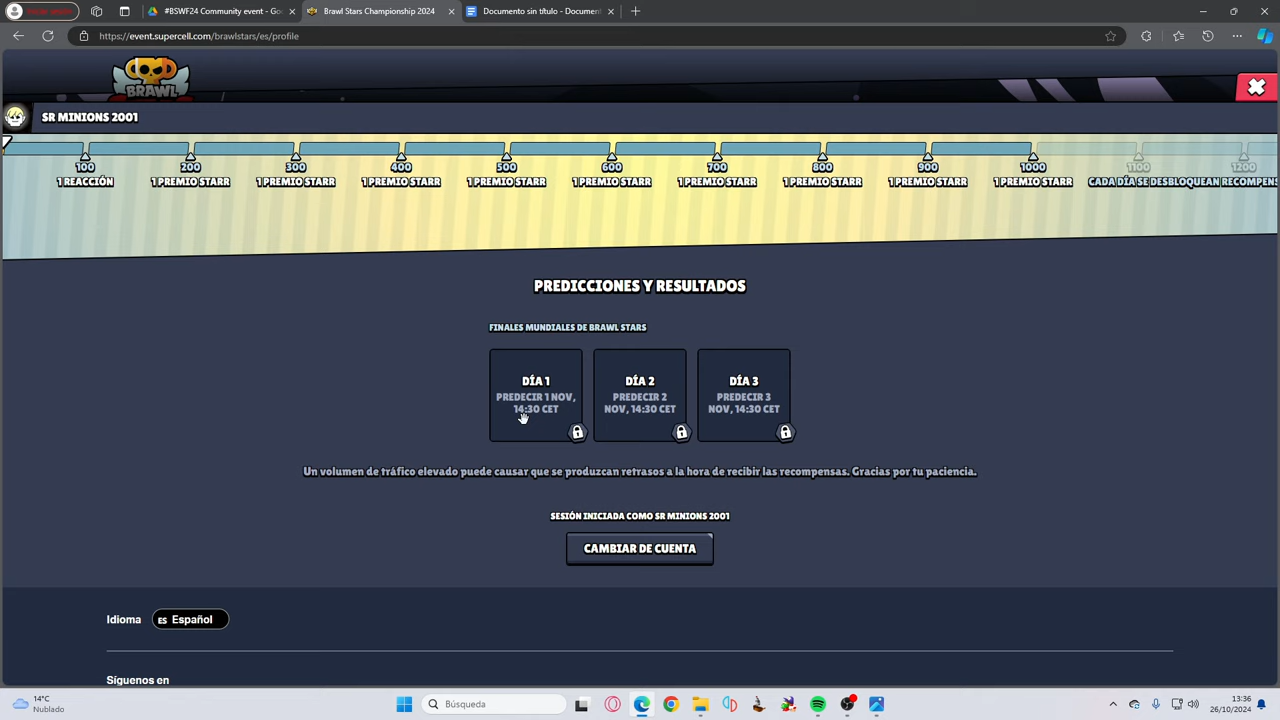 #BSWF24 Community event - Go
Brawl Stars Championship 2024
Documento sin título - Document
https://event.supercell.com/brawlstars/es/profile
BRAWL
SR MINIONS 2001
100 200 300 400 500 600 700 800 900 1000 1100 1200
1 REACCIÓN 1 PREMIO STARR 1 PREMIO STARR 1 PREMIO STARR 1 PREMIO STARR 1 PREMIO STARR 1 PREMIO STARR 1 PREMIO STARR 1 PREMIO STARR 1 PREMIO STARR CADA DÍA SE DESBLOQUEAN RECOMPENS
PREDICCIONES Y RESULTADOS
FINALES MUNDIALES DE BRAWL STARS
DÍA 1
PREDECIR 1 NOV,
14:30 CET
DÍA 2
PREDECIR 2
NOV, 14:30 CET
DÍA 3
PREDECIR 3
NOV, 14:30 CET
Un volumen de tráfico elevado puede causar que se produzcan retrasos a la hora de recibir las recompensas. Gracias por tu paciencia.
SESIÓN INICIADA COMO SR MINIONS 2001
CAMBIAR DE CUENTA
Idioma
ES Español
Síguenos en
14°C
Nublado
Búsqueda
13:36
26/10/2024